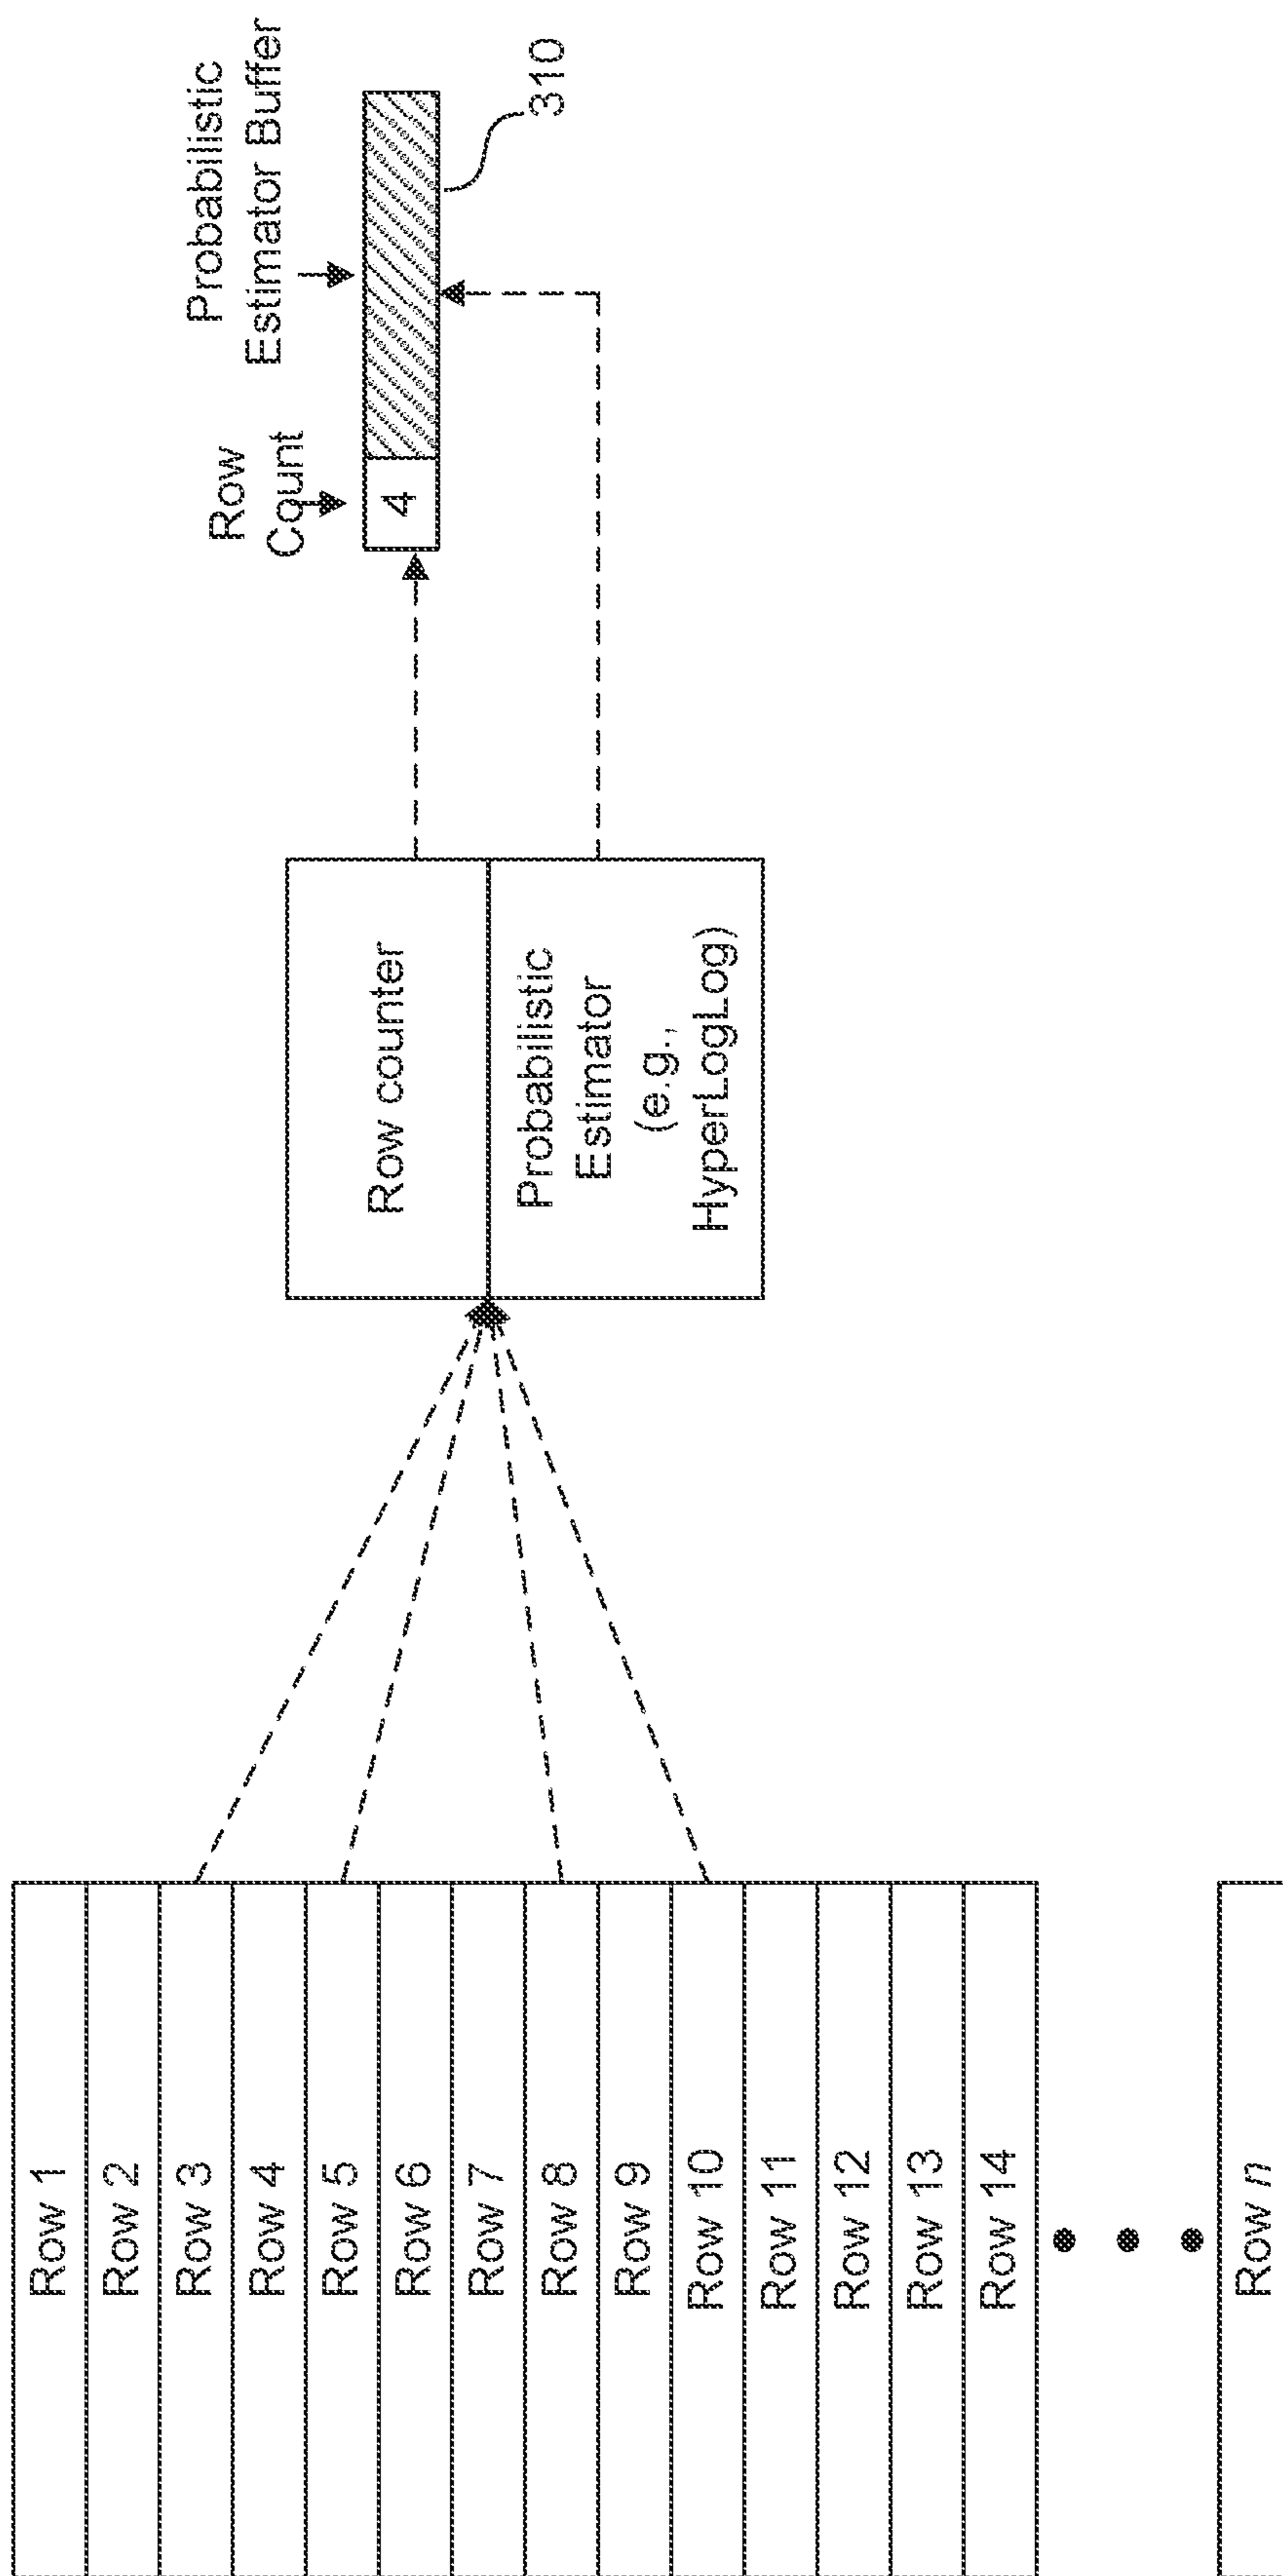 Row 1
Row 2
Row 3
Row 4
Row 5
Row 6
Row 7
Row 8
Row 9
Row 10
Row 11
Row 12
Row 13
Row 14
Row n
Row counter
Probabilistic
Estimator
(e.g.,
HyperLogLog)
Row
Count
4
Probabilistic
Estimator Buffer
310